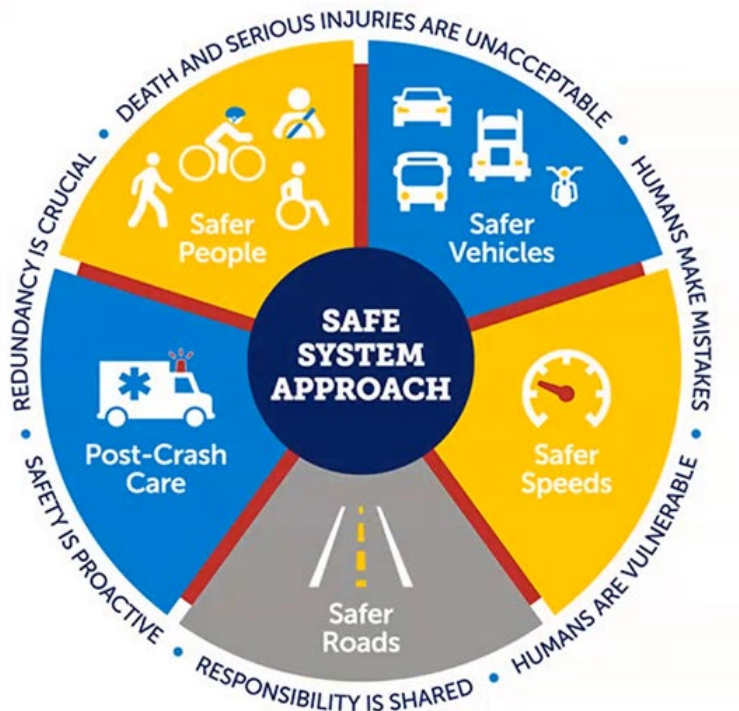 DEATH AND SERIOUS INJURIES ARE UNACCEPTABLE
HUMANS MAKE MISTAKES
HUMANS ARE VULNERABLE
RESPONSIBILITY IS SHARED
SAFETY IS PROACTIVE
REDUNDANCY IS CRUCIAL
Safer
People
Safer
Vehicles
SAFE
SYSTEM
APPROACH
Post-Crash
Care
Safer
Speeds
Safer
Roads